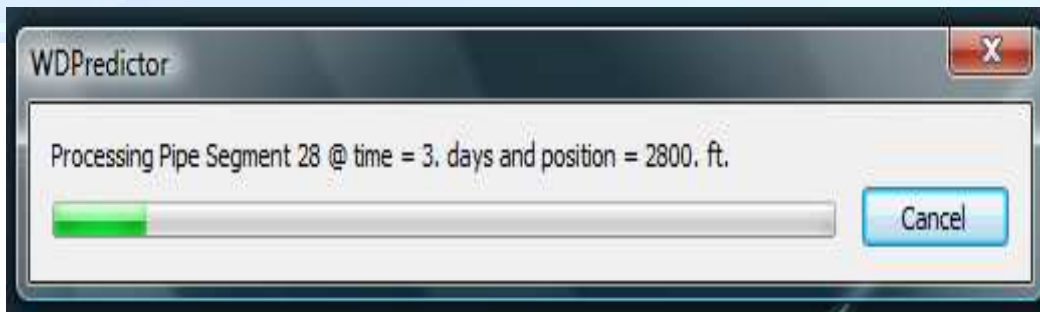 WDPredictor
X
Processing Pipe Segment 28 @ time = 3. days and position = 2800. ft.
Cancel